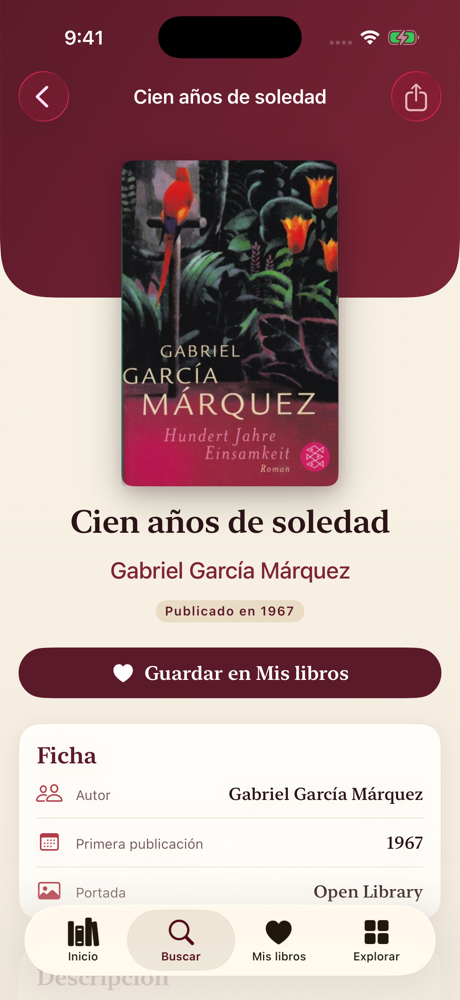 9:41
Cien años de soledad
GABRIEL
GARCÍA
MÁRQUEZ
Hundert Jahre
Einsamkeit
Roman
Cien años de soledad
Gabriel García Márquez
Publicado en 1967
Guardar en Mis libros
Ficha
Autor Gabriel García Márquez
Primera publicación 1967
Portada Open Library
Inicio Buscar Mis libros Explorar
Descripción